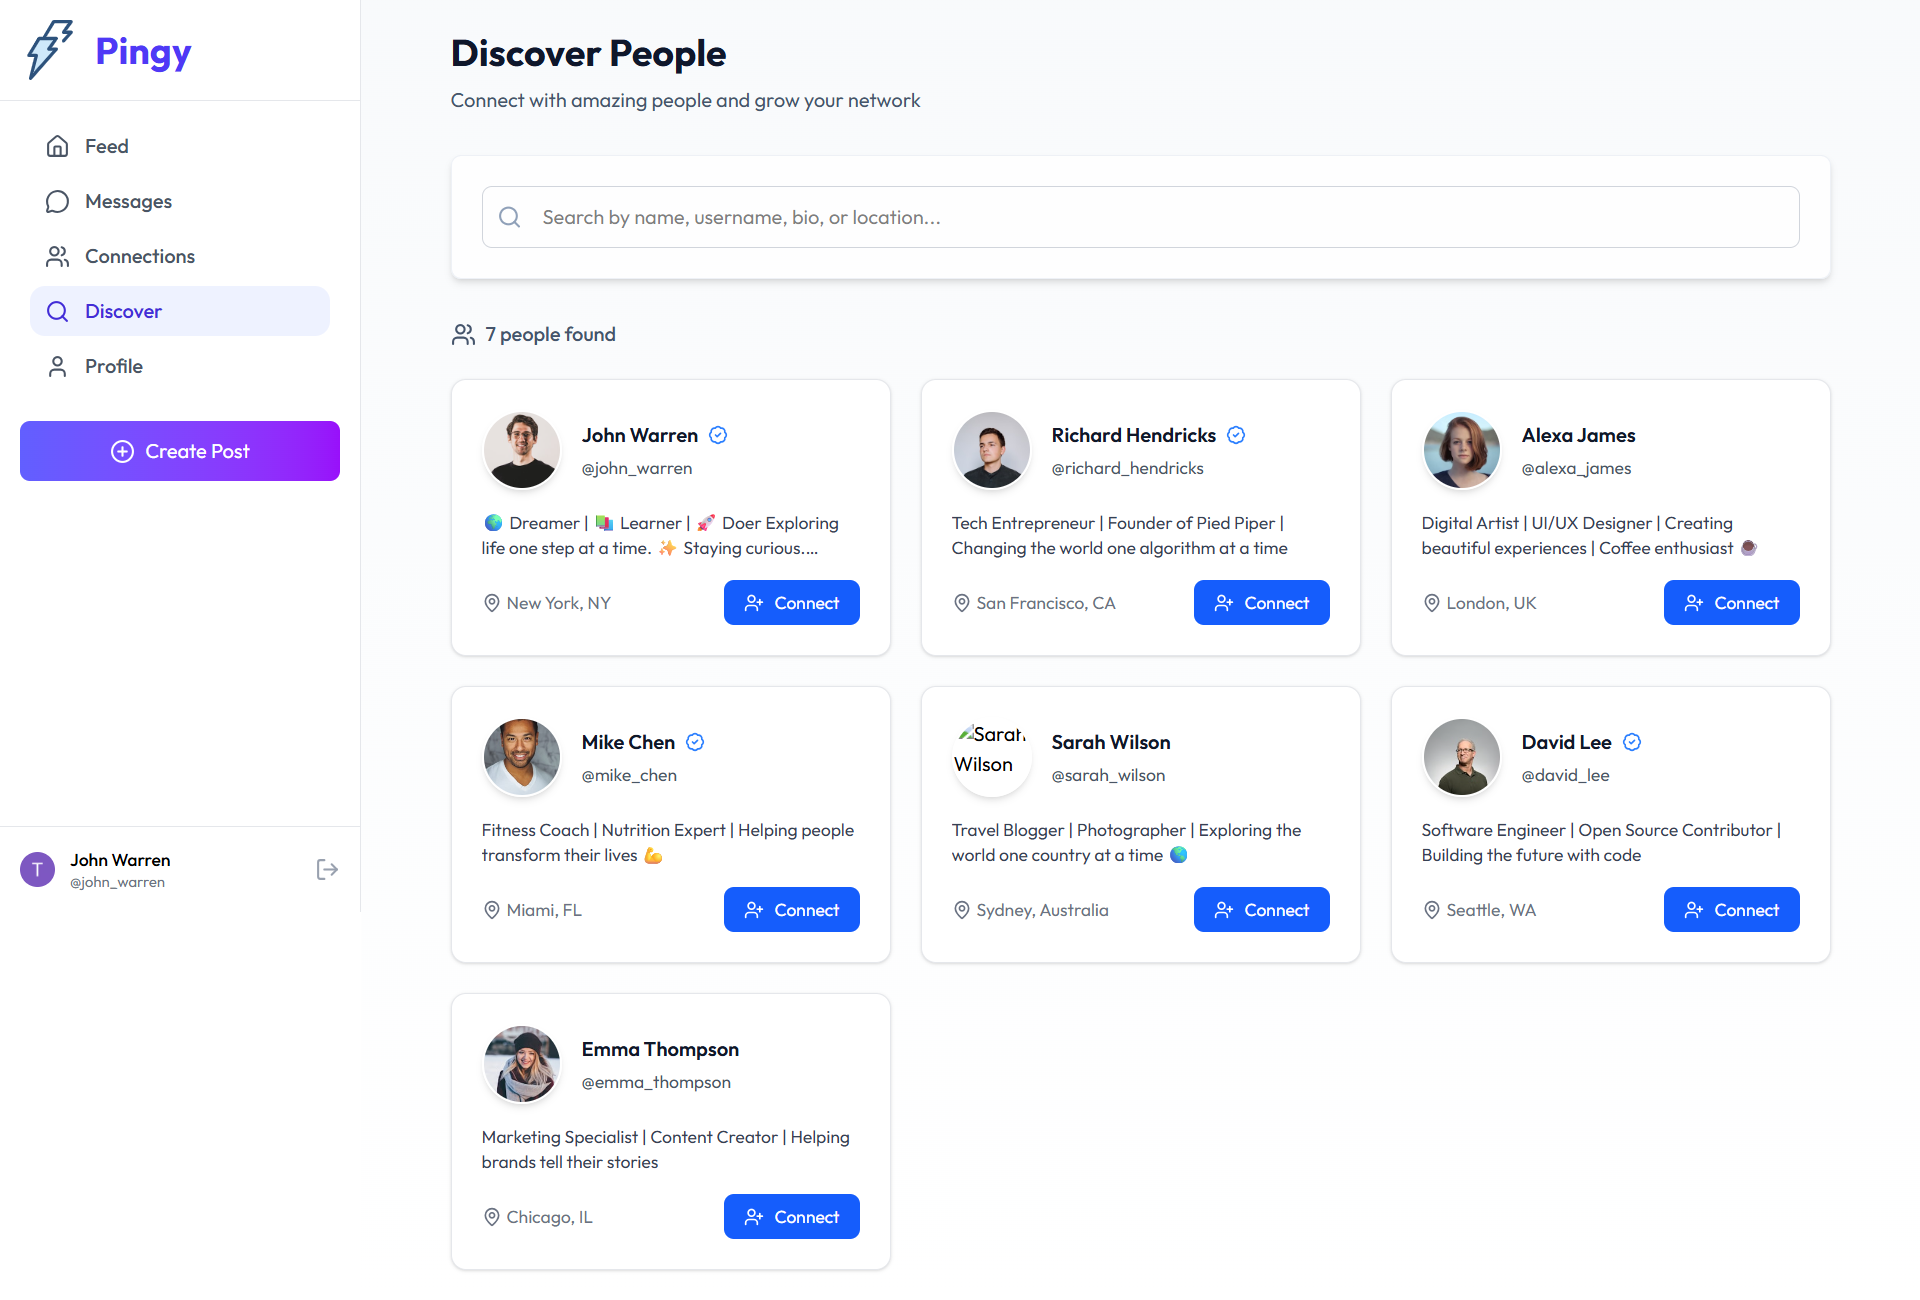 Pingy
Feed
Messages
Connections
Discover
Profile
Create Post
T
John Warren
@john_warren
Discover People
Connect with amazing people and grow your network
Search by name, username, bio, or location...
7 people found
John Warren
@john_warren
🌍 Dreamer | 📚 Learner | 🚀 Doer Exploring
life one step at a time. ✨ Staying curious....
New York, NY
Connect
Richard Hendricks
@richard_hendricks
Tech Entrepreneur | Founder of Pied Piper |
Changing the world one algorithm at a time
San Francisco, CA
Connect
Alexa James
@alexa_james
Digital Artist | UI/UX Designer | Creating
beautiful experiences | Coffee enthusiast ☕
London, UK
Connect
Mike Chen
@mike_chen
Fitness Coach | Nutrition Expert | Helping people
transform their lives 💪
Miami, FL
Connect
Sarah
Wilson
Sarah Wilson
@sarah_wilson
Travel Blogger | Photographer | Exploring the
world one country at a time 🌏
Sydney, Australia
Connect
David Lee
@david_lee
Software Engineer | Open Source Contributor |
Building the future with code
Seattle, WA
Connect
Emma Thompson
@emma_thompson
Marketing Specialist | Content Creator | Helping
brands tell their stories
Chicago, IL
Connect